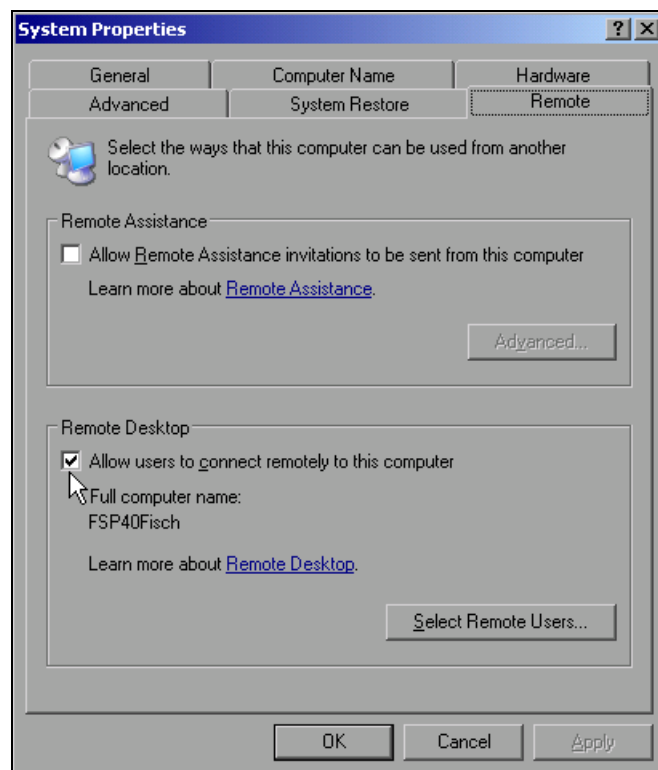 System Properties
General
Computer Name
Hardware
Advanced
System Restore
Remote
Select the ways that this computer can be used from another
location.
Remote Assistance
Allow Remote Assistance invitations to be sent from this computer
Learn more about Remote Assistance.
Advanced...
Remote Desktop
Allow users to connect remotely to this computer
Full computer name:
FSP40Fisch
Learn more about Remote Desktop.
Select Remote Users...
OK
Cancel
Apply